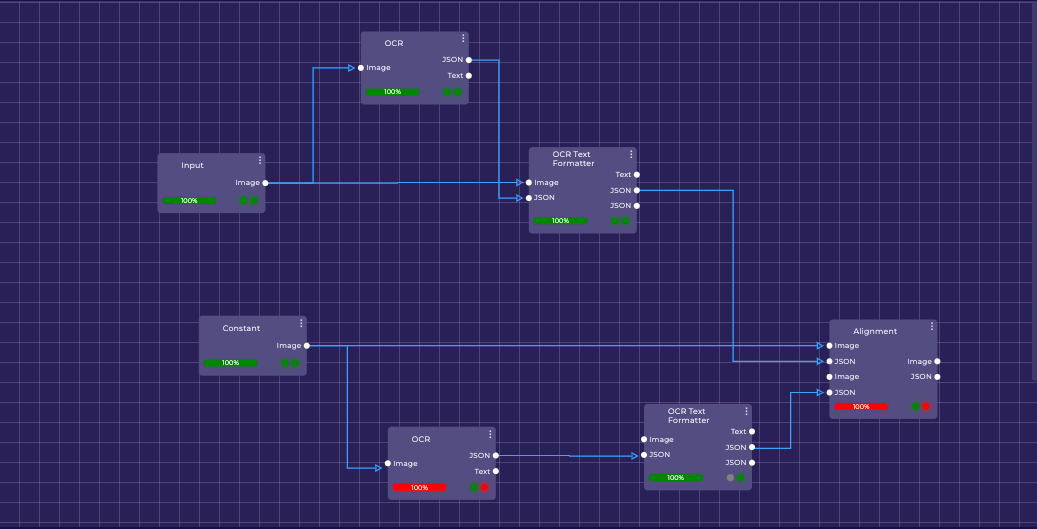 OCR
Image
JSON
Text
100%
Input
Image
100%
OCR Text
Formatter
Image
JSON
Text
JSON
JSON
100%
Constant
Image
100%
Alignment
Image
JSON
Image
JSON
Image
JSON
100%
OCR
Image
JSON
Text
100%
OCR Text
Formatter
Image
JSON
Text
JSON
JSON
100%